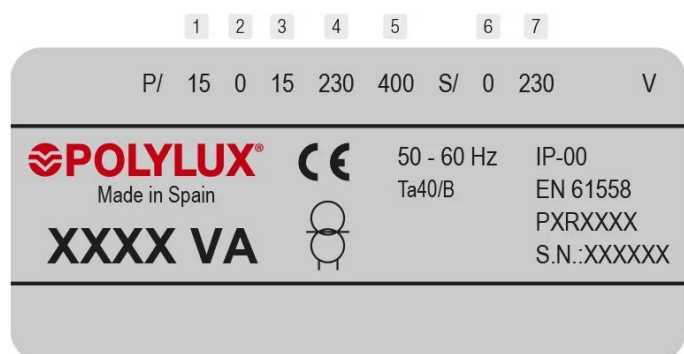 1 2 3 4 5 6 7
P/ 15 0 15 230 400 S/ 0 230 V
POLYLUX®
Made in Spain
XXXX VA
CE
50 - 60 Hz
Ta40/B
IP-00
EN 61558
PXRXXXX
S.N.:XXXXXX